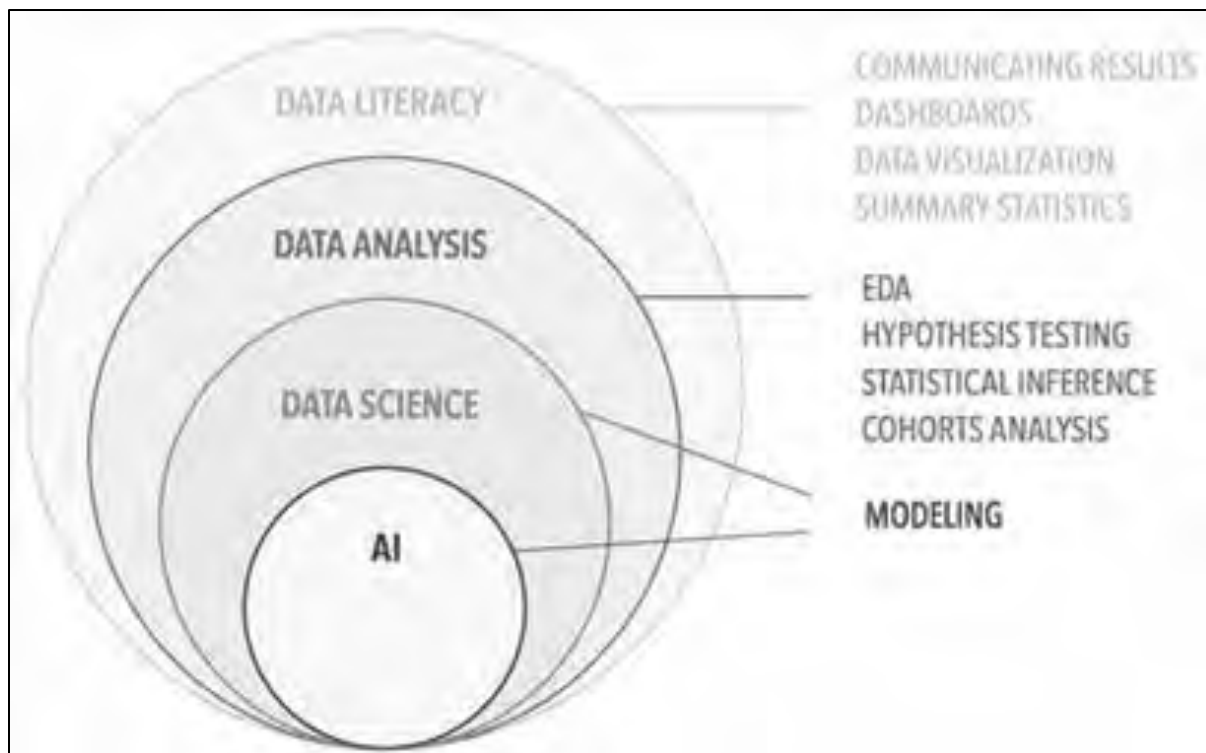 DATA LITERACY
DATA ANALYSIS
DATA SCIENCE
AI
COMMUNICATING RESULTS
DASHBOARDS
DATA VISUALIZATION
SUMMARY STATISTICS
EDA
HYPOTHESIS TESTING
STATISTICAL INFERENCE
COHORTS ANALYSIS
MODELING